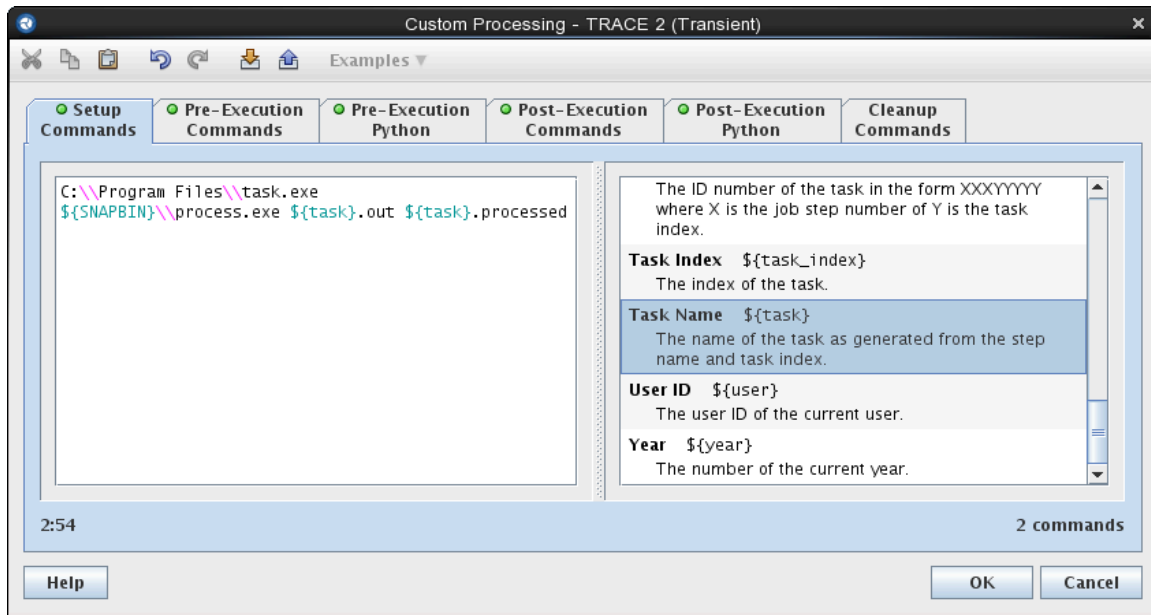 Custom Processing - TRACE 2 (Transient)
Examples
Setup
Commands
Pre-Execution
Commands
Pre-Execution
Python
Post-Execution
Commands
Post-Execution
Python
Cleanup
Commands
C:\\Program Files\\task.exe
${SNAPBIN}\\process.exe ${task}.out ${task}.processed
The ID number of the task in the form XXXYYYYY
where X is the job step number of Y is the task
index.
Task Index ${task_index}
The index of the task.
Task Name ${task}
The name of the task as generated from the step
name and task index.
User ID ${user}
The user ID of the current user.
Year ${year}
The number of the current year.
2:54
2 commands
Help
OK
Cancel